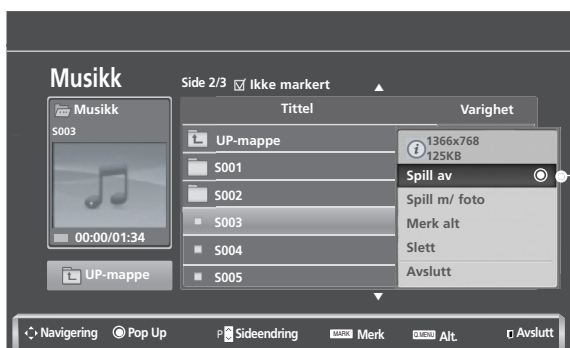 Musikk
Side 2/3 ☑ Ikke markert
Musikk
S003
00:00/01:34
UP-mappe
Tittel Varighet
UP-mappe
S001
S002
S003
S004
S005
1366x768
125KB
Spill av
Spill m/ foto
Merk alt
Slett
Avslutt
Navigering Pop Up P Sideendring MARK Merk Q.MENU Alt. Avslutt